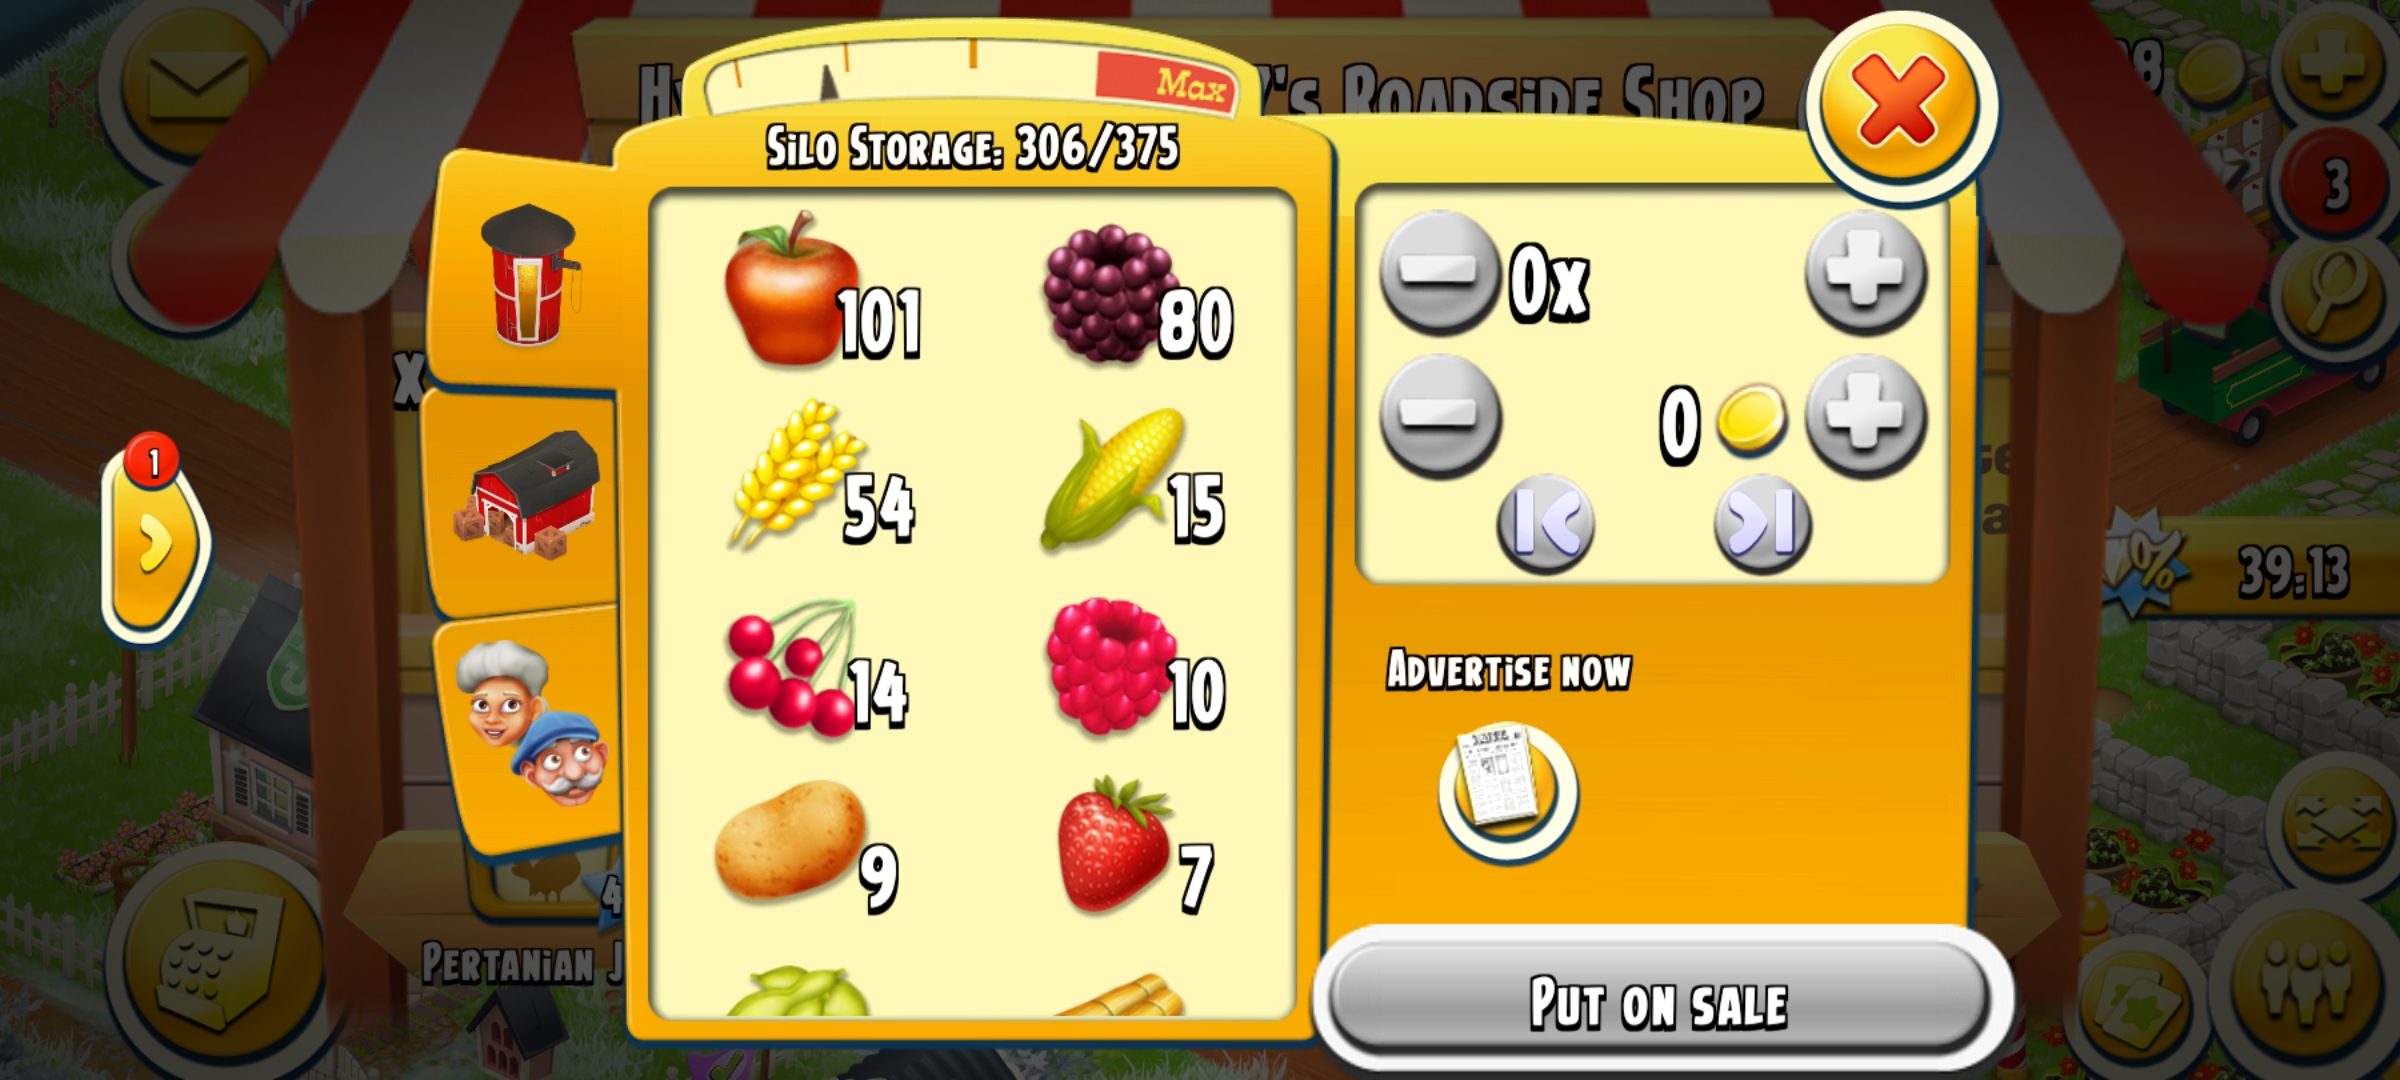 Max
's Roadside Shop
Silo Storage: 306/375
101
80
54
15
14
10
9
7
0x
0
Advertise now
Put on sale
1
3
39:13
Pertanian